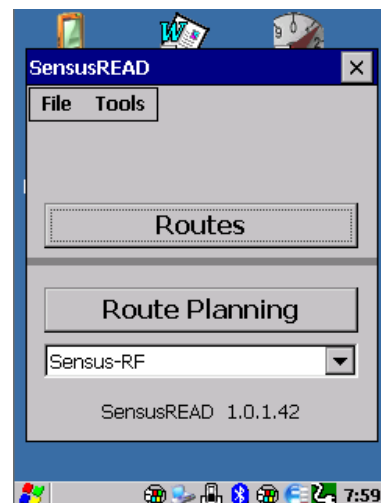 SensusREAD
File Tools
Routes
Route Planning
Sensus-RF
SensusREAD 1.0.1.42
7:59